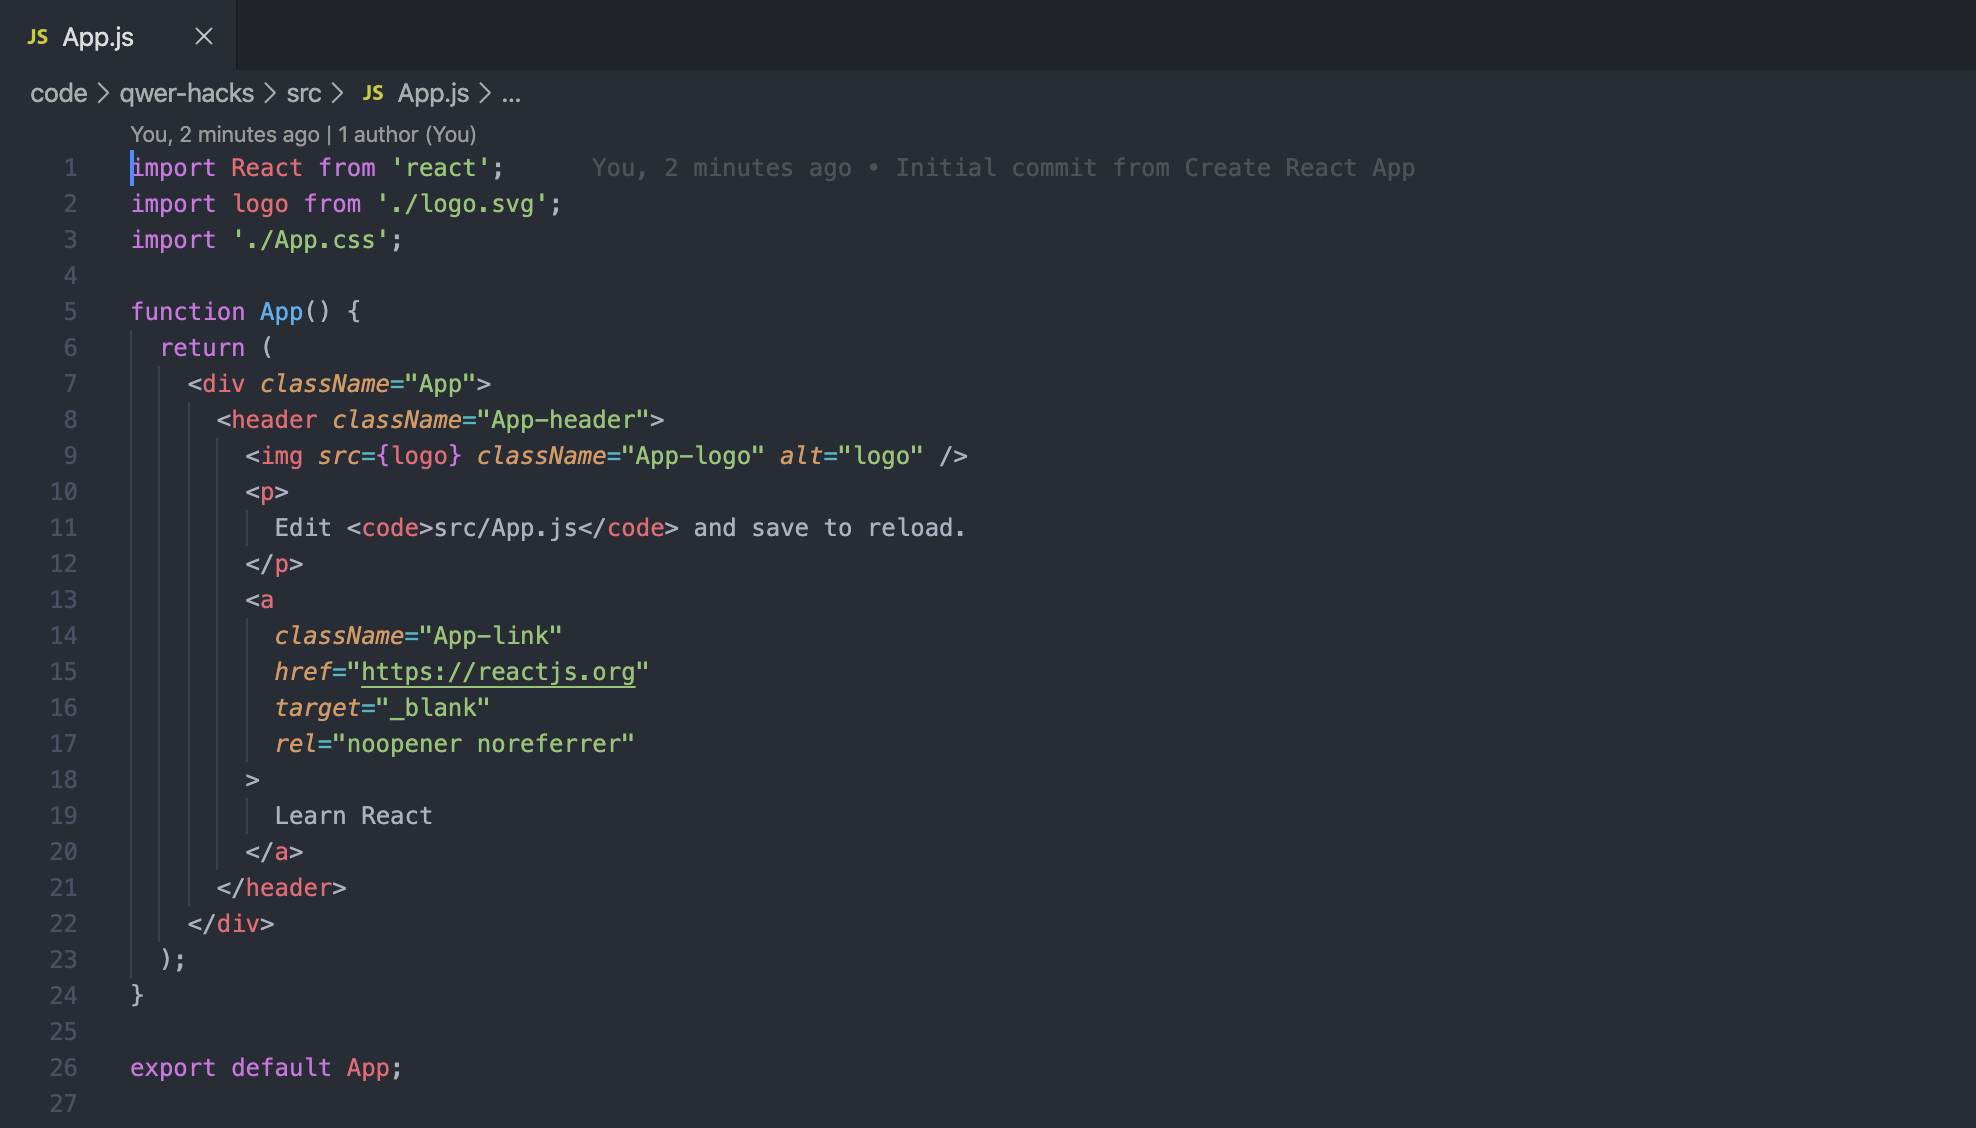 JS App.js
code > qwer-hacks > src > JS App.js > ...
You, 2 minutes ago | 1 author (You)
1 import React from 'react'; You, 2 minutes ago • Initial commit from Create React App
2 import logo from './logo.svg';
3 import './App.css';
4
5 function App() {
6   return (
7     <div className="App">
8       <header className="App-header">
9         <img src={logo} className="App-logo" alt="logo" />
10         <p>
11           Edit <code>src/App.js</code> and save to reload.
12         </p>
13         <a
14           className="App-link"
15           href="https://reactjs.org"
16           target="_blank"
17           rel="noopener noreferrer"
18         >
19           Learn React
20         </a>
21       </header>
22     </div>
23   );
24 }
25
26 export default App;
27